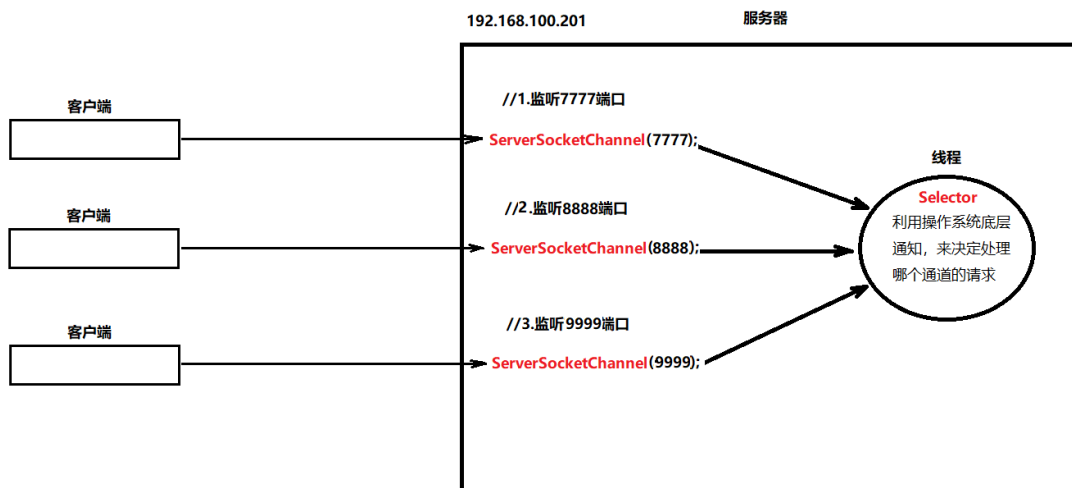 192.168.100.201
服务器
客户端
//1.监听7777端口
ServerSocketChannel(7777);
客户端
//2.监听8888端口
ServerSocketChannel(8888);
客户端
//3.监听9999端口
ServerSocketChannel(9999);
线程
Selector
利用操作系统底层
通知，来决定处理
哪个通道的请求